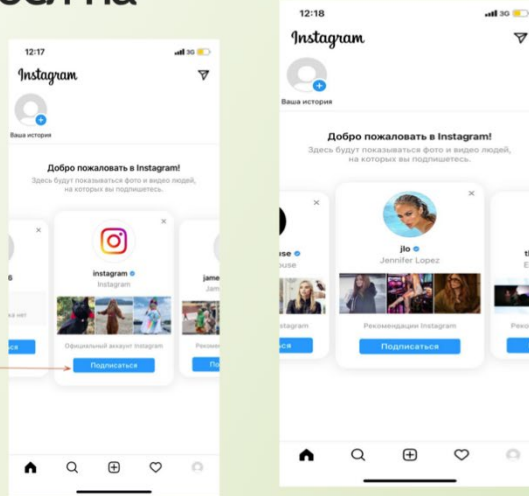 12:17
3G
Instagram
Ваша история
Добро пожаловать в Instagram!
Здесь будут показываться фото и видео людей,
на которых вы подпишетесь.
instagram
Instagram
Официальный аккаунт Instagram
Подписаться
12:18
3G
Instagram
Ваша история
Добро пожаловать в Instagram!
Здесь будут показываться фото и видео людей,
на которых вы подпишетесь.
jlo
Jennifer Lopez
Рекомендации Instagram
Подписаться